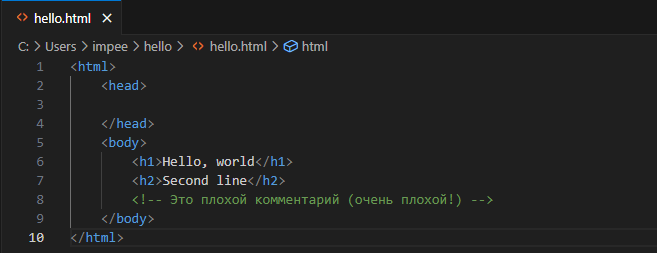 hello.html
C: > Users > impee > hello > hello.html > html
1 <html>
2 <head>
3
4 </head>
5 <body>
6 <h1>Hello, world</h1>
7 <h2>Second line</h2>
8 <!-- Это плохой комментарий (очень плохой!) -->
9 </body>
10 </html>